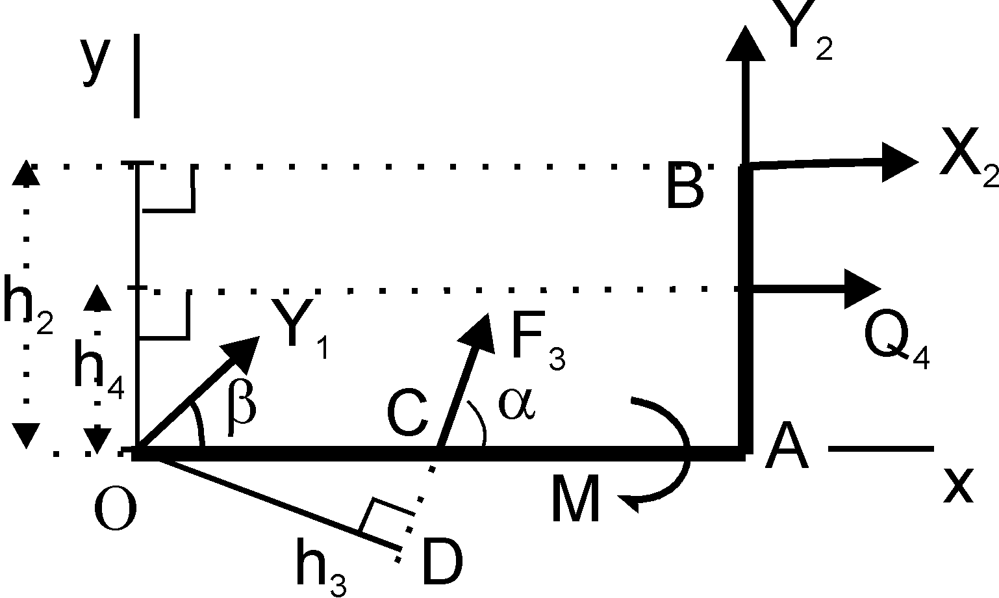 y
Y₂
X₂
B
h₂
Y₁
F₃
Q₄
h₄
β
C
α
A
O
M
x
h₃
D